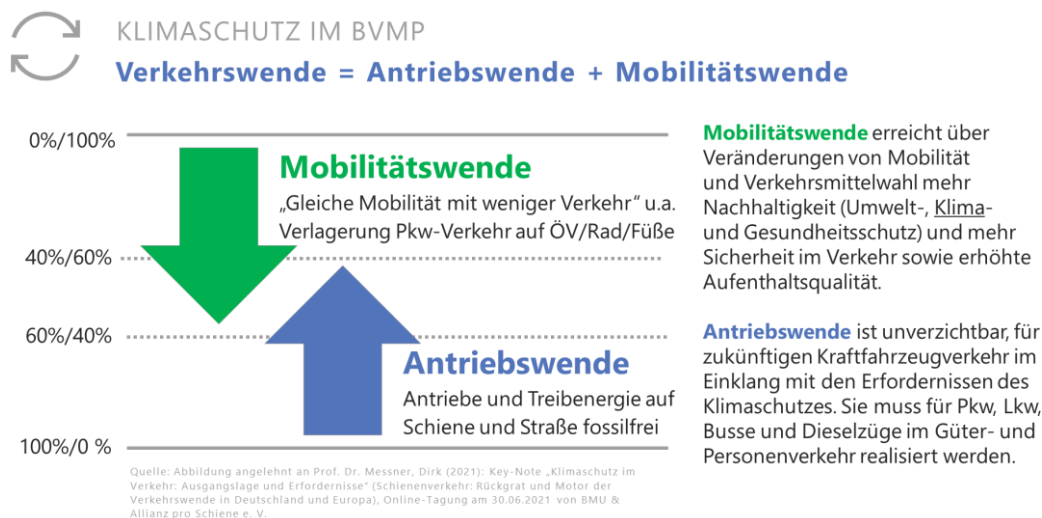 KLIMASCHUTZ IM BVMP
Verkehrswende = Antriebswende + Mobilitätswende
0%/100%
Mobilitätswende
„Gleiche Mobilität mit weniger Verkehr“ u.a.
Verlagerung Pkw-Verkehr auf ÖV/Rad/Füße
40%/60%
60%/40%
Antriebswende
Antriebe und Treibenergie auf
Schiene und Straße fossilfrei
100%/0 %
Mobilitätswende erreicht über
Veränderungen von Mobilität
und Verkehrsmittelwahl mehr
Nachhaltigkeit (Umwelt-, Klima-
und Gesundheitsschutz) und mehr
Sicherheit im Verkehr sowie erhöhte
Aufenthaltsqualität.
Antriebswende ist unverzichtbar, für
zukünftigen Kraftfahrzeugverkehr im
Einklang mit den Erfordernissen des
Klimaschutzes. Sie muss für Pkw, Lkw,
Busse und Dieselzüge im Güter- und
Personenverkehr realisiert werden.
Quelle: Abbildung angelehnt an Prof. Dr. Messner, Dirk (2021): Key-Note „Klimaschutz im
Verkehr: Ausgangslage und Erfordernisse“ (Schienenverkehr: Rückgrat und Motor der
Verkehrswende in Deutschland und Europa), Online-Tagung am 30.06.2021 von BMU &
Allianz pro Schiene e. V.